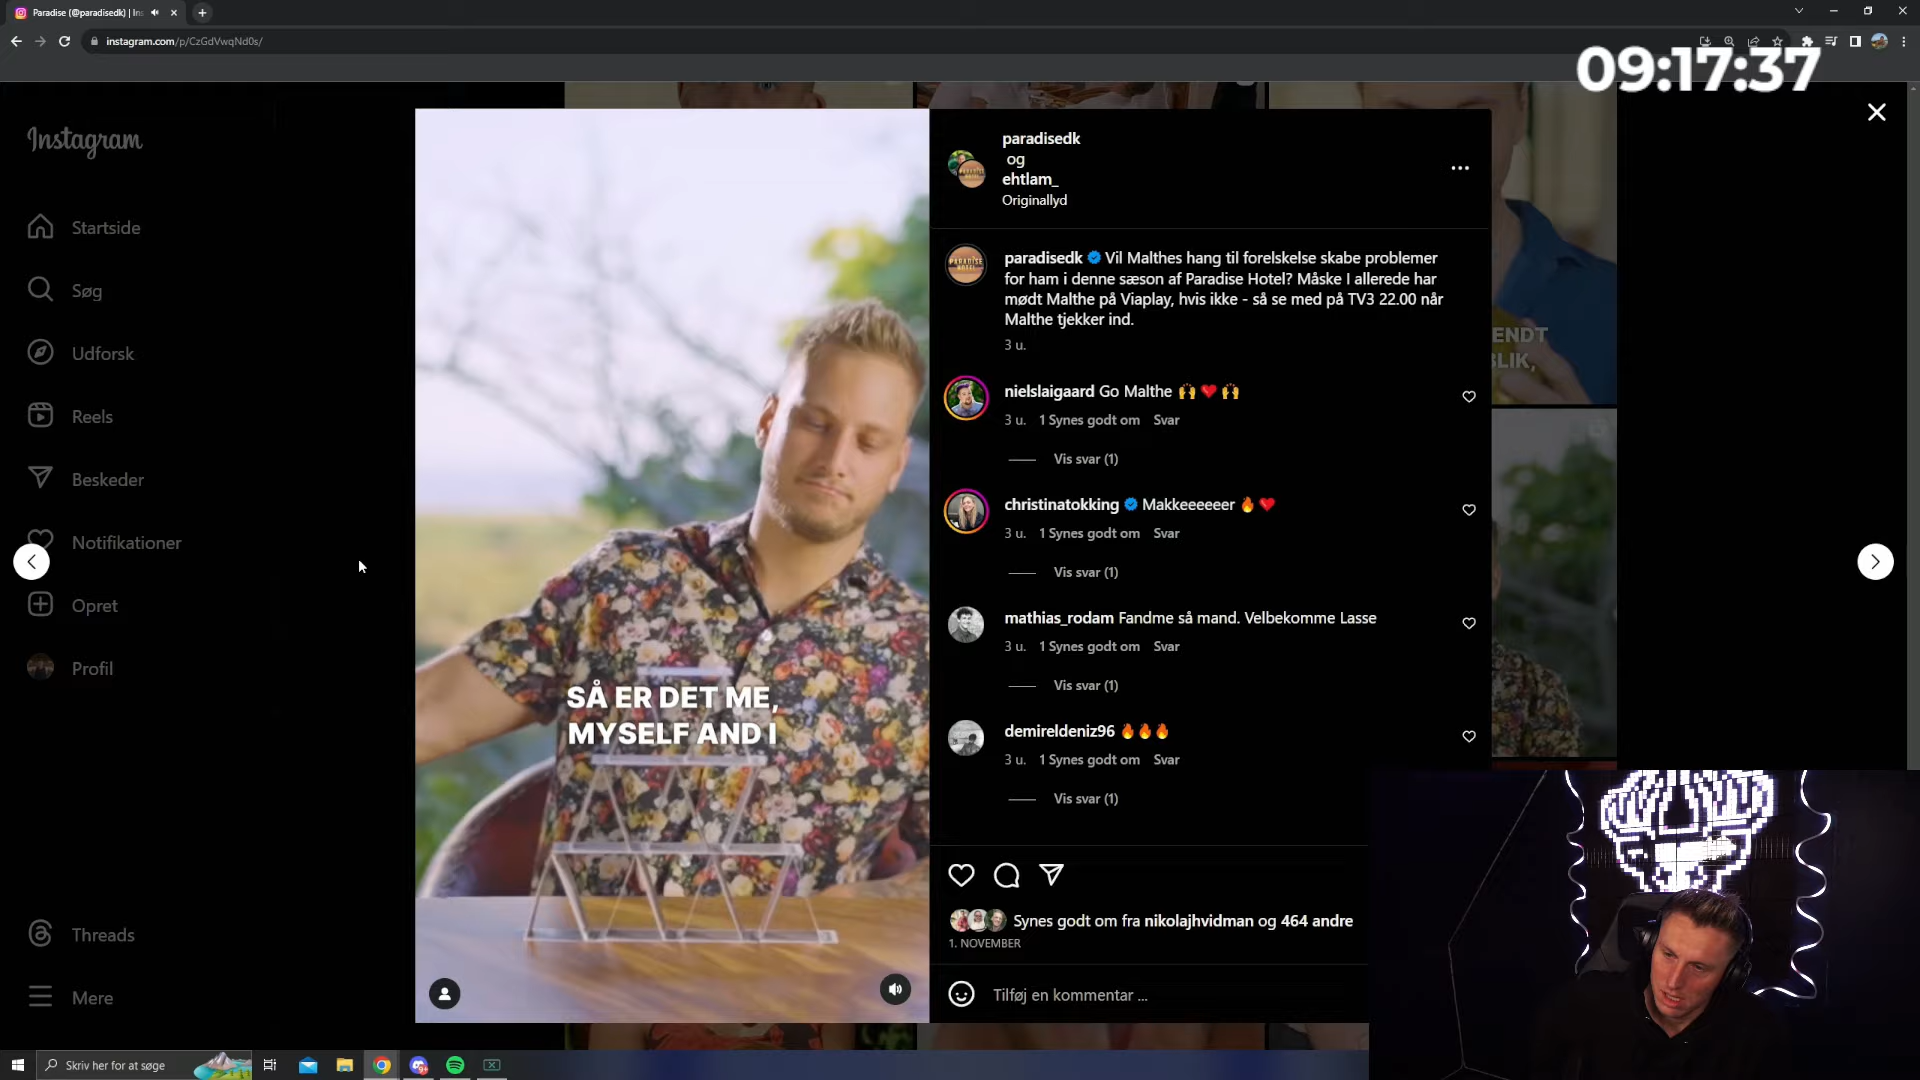 Paradise (@paradisedk) | Ins
instagram.com/p/CzGdVwqNd0s/
09:17:37
Instagram
Startside
Søg
Udforsk
Reels
Beskeder
Notifikationer
Opret
Profil
Threads
Mere
SÅ ER DET ME,
MYSELF AND I
paradisedk
og
ehtlam_
Originallyd
paradisedk Vil Malthes hang til forelskelse skabe problemer
for ham i denne sæson af Paradise Hotel? Måske I allerede har
mødt Malthe på Viaplay, hvis ikke - så se med på TV3 22.00 når
Malthe tjekker ind.
3 u.
nielslaigaard Go Malthe 🙌❤️🙌
3 u. 1 Synes godt om Svar
Vis svar (1)
christinatokking Makkeeeeeer 🔥❤️
3 u. 1 Synes godt om Svar
Vis svar (1)
mathias_rodam Fandme så mand. Velbekomme Lasse
3 u. 1 Synes godt om Svar
Vis svar (1)
demireldeniz96 🔥🔥🔥
3 u. 1 Synes godt om Svar
Vis svar (1)
Synes godt om fra nikolajhvidman og 464 andre
1. NOVEMBER
Tilføj en kommentar ...
ENDT
BLIK,
Skriv her for at søge